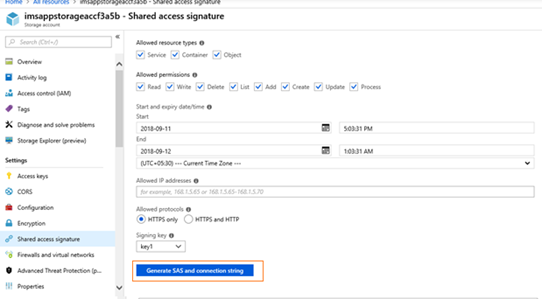 Home > All resources > imsappstorageaccf3a5b - Shared access signature
imsappstorageaccf3a5b - Shared access signature
Storage account
Search (Ctrl+/)
Overview
Activity log
Access control (IAM)
Tags
Diagnose and solve problems
Storage Explorer (preview)
Settings
Access keys
CORS
Configuration
Encryption
Shared access signature
Firewalls and virtual networks
Advanced Threat Protection (p...
Properties
Allowed resource types
Service Container Object
Allowed permissions
Read Write Delete List Add Create Update Process
Start and expiry date/time
Start
2018-09-11 5:03:31 PM
End
2018-09-12 1:03:31 AM
(UTC+05:30) --- Current Time Zone ---
Allowed IP addresses
for example, 168.1.5.65 or 168.1.5.65-168.1.5.70
Allowed protocols
HTTPS only HTTPS and HTTP
Signing key
key1
Generate SAS and connection string